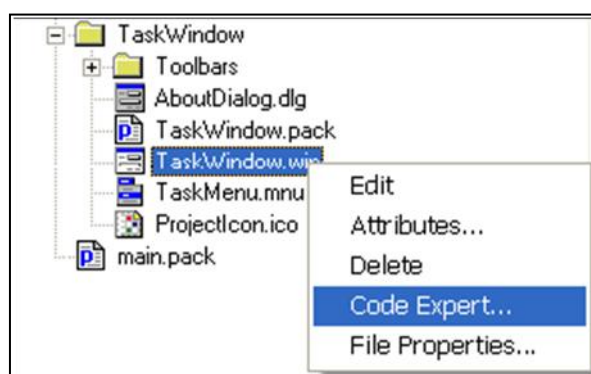 TaskWindow
Toolbars
AboutDialog.dlg
TaskWindow.pack
TaskWindow.win
TaskMenu.mnu
ProjectIcon.ico
main.pack
Edit
Attributes...
Delete
Code Expert...
File Properties...